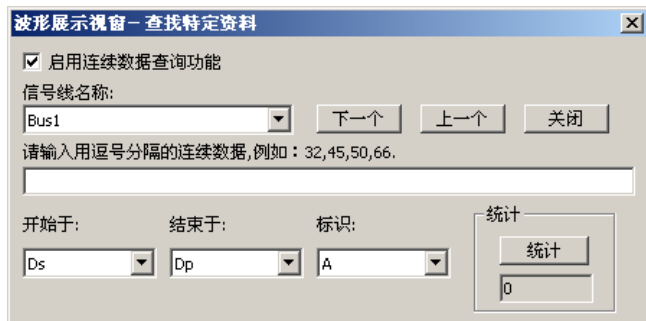 波形展示視窗－查找特定资料
启用连续数据查询功能
信号线名称:
Bus1 下一个 上一个 关闭
请输入用逗号分隔的连续数据,例如：32,45,50,66.
开始于: 结束于: 标识: 统计
Ds Dp A 统计
0